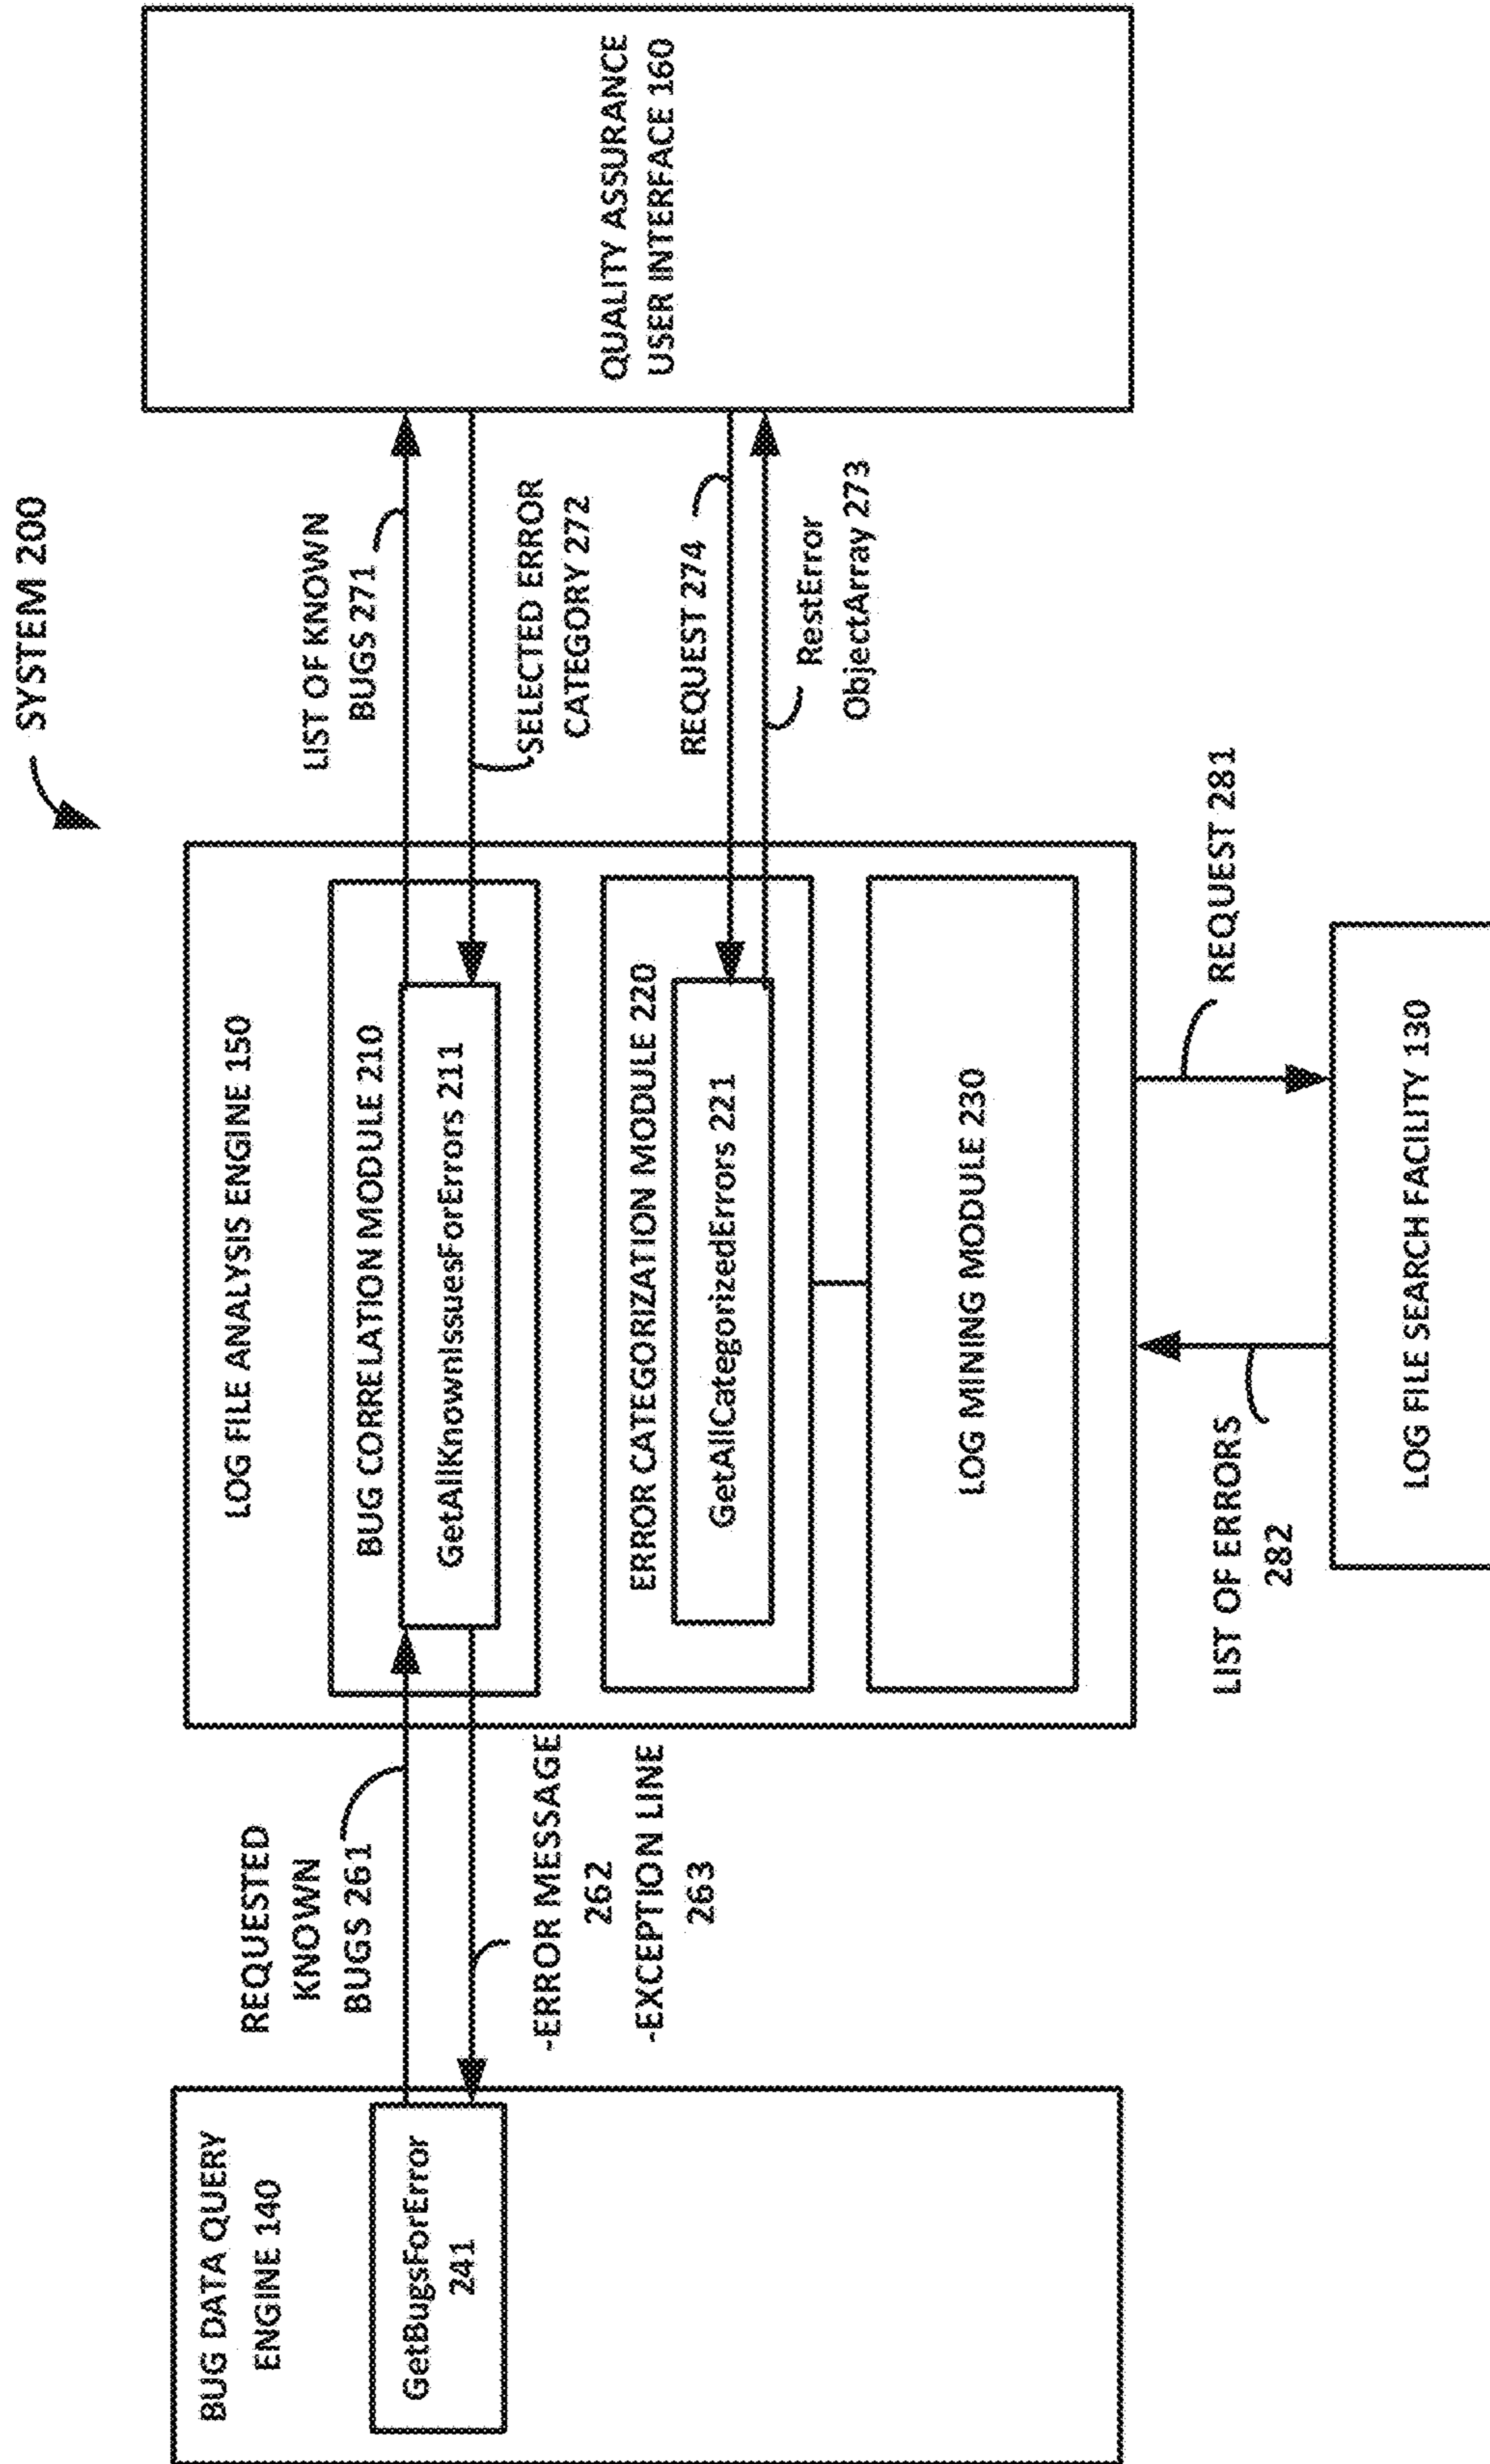 SYSTEM 200
BUG DATA QUERY
ENGINE 140
GetBugsForError
241
REQUESTED
KNOWN
BUGS 261
-ERROR MESSAGE
262
-EXCEPTION LINE
263
LOG FILE ANALYSIS ENGINE 150
BUG CORRELATION MODULE 210
GetAllKnownIssuesForErrors 211
ERROR CATEGORIZATION MODULE 220
GetAllCategorizedErrors 221
LOG MINING MODULE 230
LIST OF KNOWN
BUGS 271
SELECTED ERROR
CATEGORY 272
REQUEST 274
RestError
ObjectArray 273
QUALITY ASSURANCE
USER INTERFACE 160
LIST OF ERRORS
282
REQUEST 281
LOG FILE SEARCH FACILITY 130